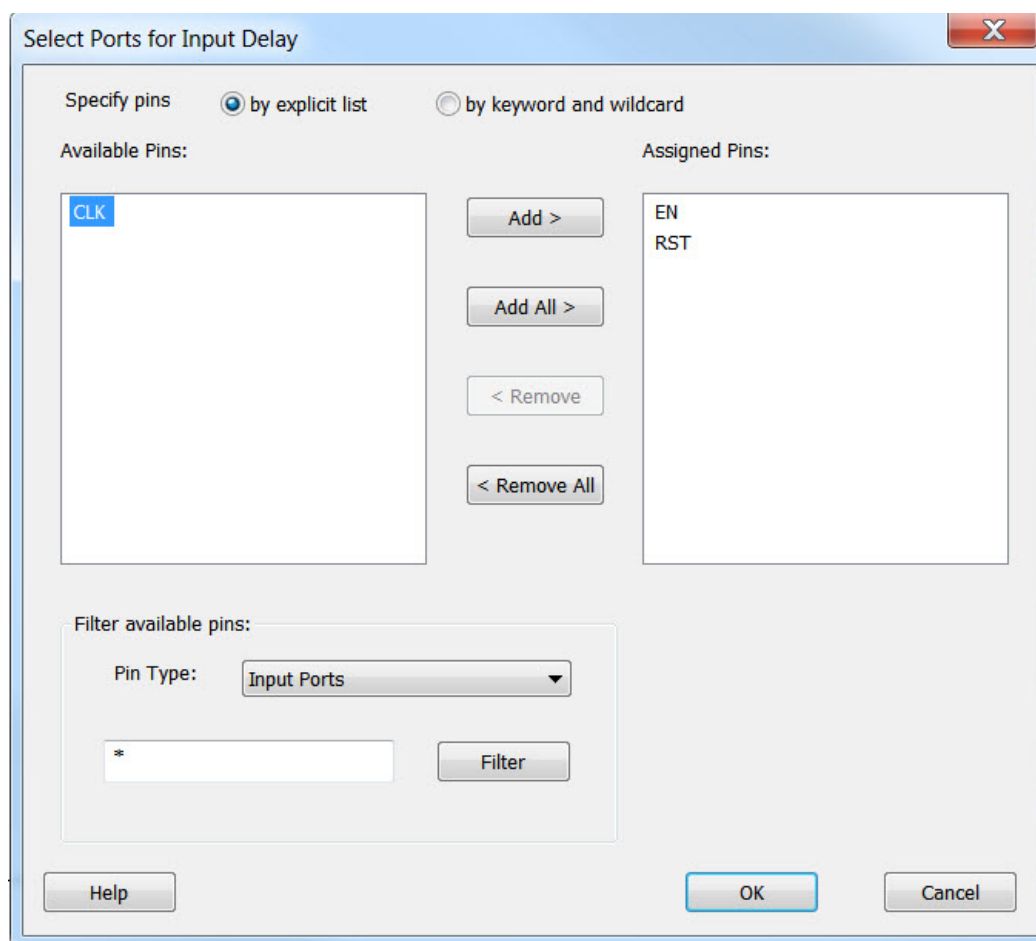 Select Ports for Input Delay
X
Specify pins by explicit list by keyword and wildcard
Available Pins: Assigned Pins:
CLK
Add >
EN
RST
Add All >
< Remove
< Remove All
Filter available pins:
Pin Type: Input Ports
*
Filter
Help OK Cancel